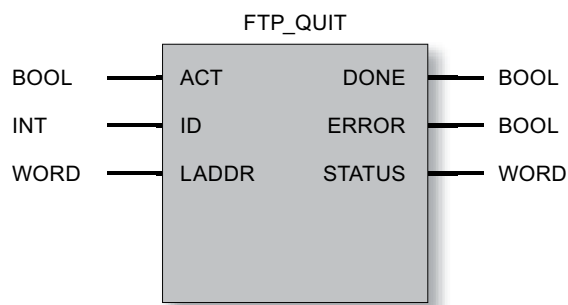 FTP_QUIT
BOOL ACT DONE BOOL
INT ID ERROR BOOL
WORD LADDR STATUS WORD